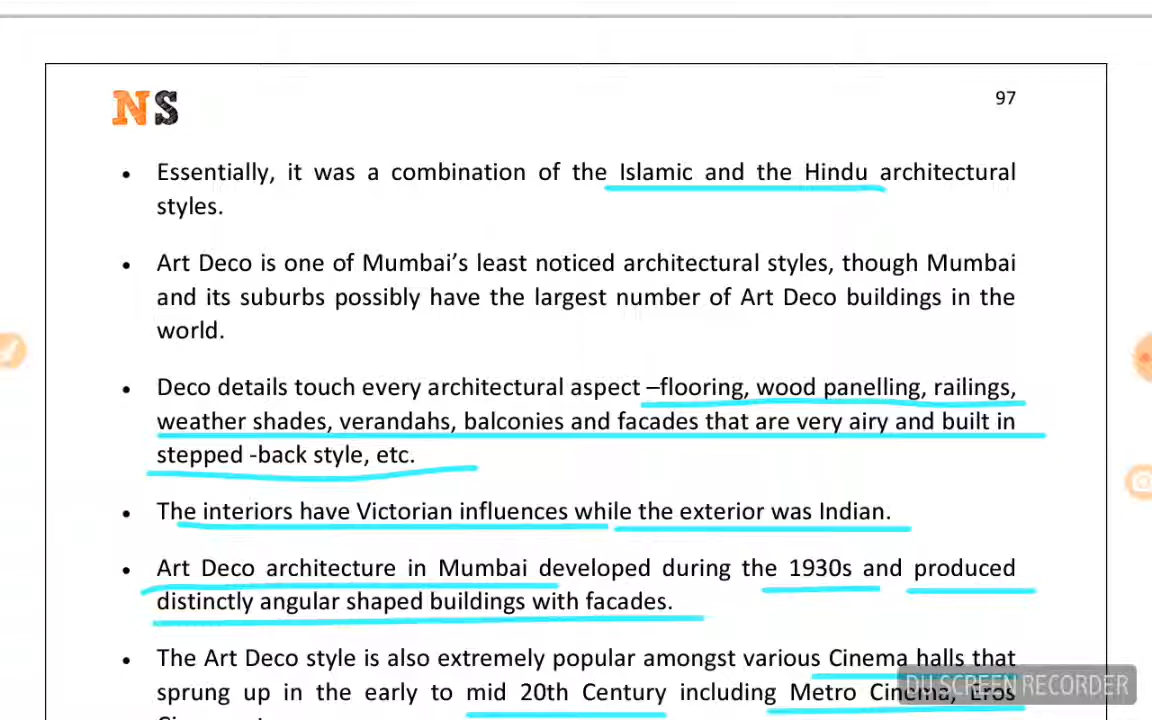 NS
97
• Essentially, it was a combination of the Islamic and the Hindu architectural
styles.
• Art Deco is one of Mumbai’s least noticed architectural styles, though Mumbai
and its suburbs possibly have the largest number of Art Deco buildings in the
world.
• Deco details touch every architectural aspect –flooring, wood panelling, railings,
weather shades, verandahs, balconies and facades that are very airy and built in
stepped -back style, etc.
• The interiors have Victorian influences while the exterior was Indian.
• Art Deco architecture in Mumbai developed during the 1930s and produced
distinctly angular shaped buildings with facades.
• The Art Deco style is also extremely popular amongst various Cinema halls that
sprung up in the early to mid 20th Century including Metro Cinema, Eros
DU SCREEN RECORDER